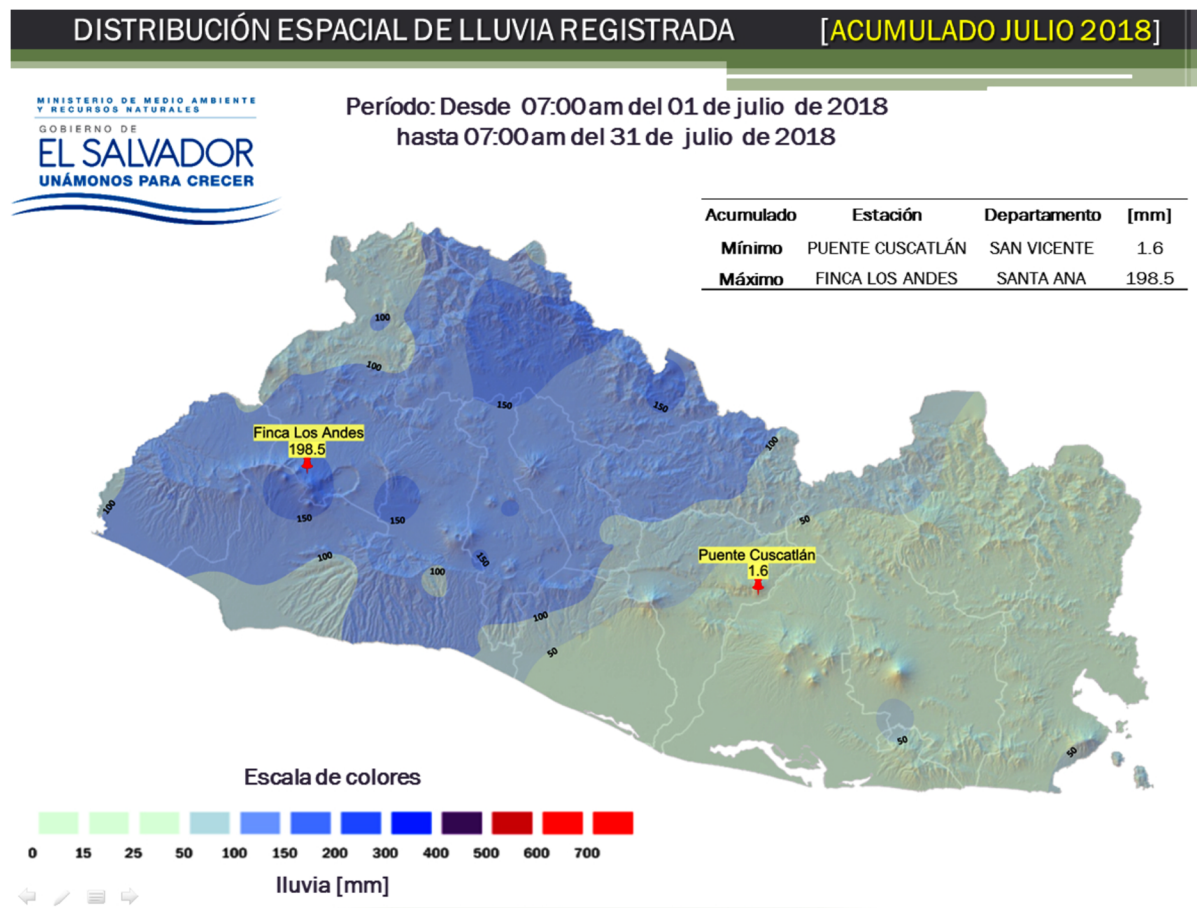 DISTRIBUCIÓN ESPACIAL DE LLUVIA REGISTRADA [ACUMULADO JULIO 2018]
MINISTERIO DE MEDIO AMBIENTE
Y RECURSOS NATURALES
GOBIERNO DE
EL SALVADOR
UNÁMONOS PARA CRECER
Período: Desde 07:00 am del 01 de julio de 2018
hasta 07:00 am del 31 de julio de 2018
Acumulado Estación Departamento [mm]
Mínimo PUENTE CUSCATLÁN SAN VICENTE 1.6
Máximo FINCA LOS ANDES SANTA ANA 198.5
100
100
150
150
Finca Los Andes
198.5
100
100
150
150
50
Puente Cuscatlán
1.6
100
150
100
100
50
50
50
Escala de colores
0 15 25 50 100 150 200 300 400 500 600 700
lluvia [mm]